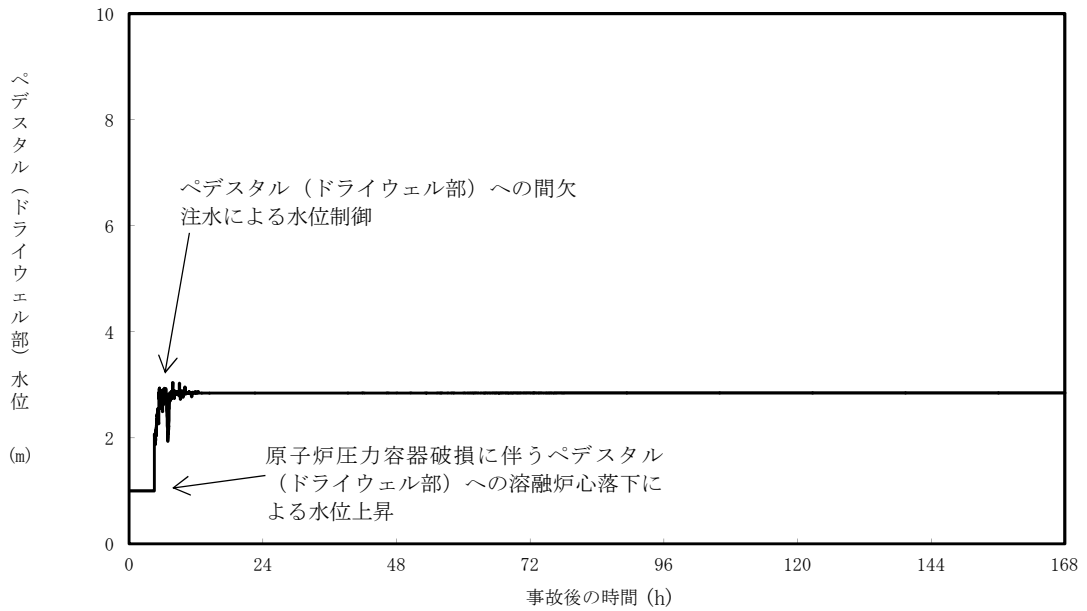 10
8
6
4
2
0
ペデスタル（ドライウェル部）水位 (m)
ペデスタル（ドライウェル部）への間欠
注水による水位制御
原子炉圧力容器破損に伴うペデスタル
（ドライウェル部）への溶融炉心落下に
よる水位上昇
0 24 48 72 96 120 144 168
事故後の時間 (h)